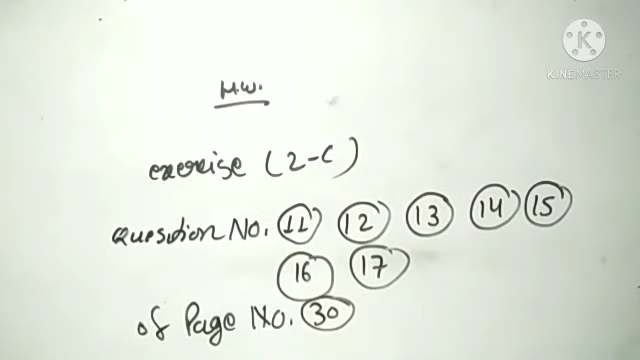 K
KINEMASTER
H.W.
exercise (2-C)
question No. 11 12 13 14 15
16 17
of Page No. 30